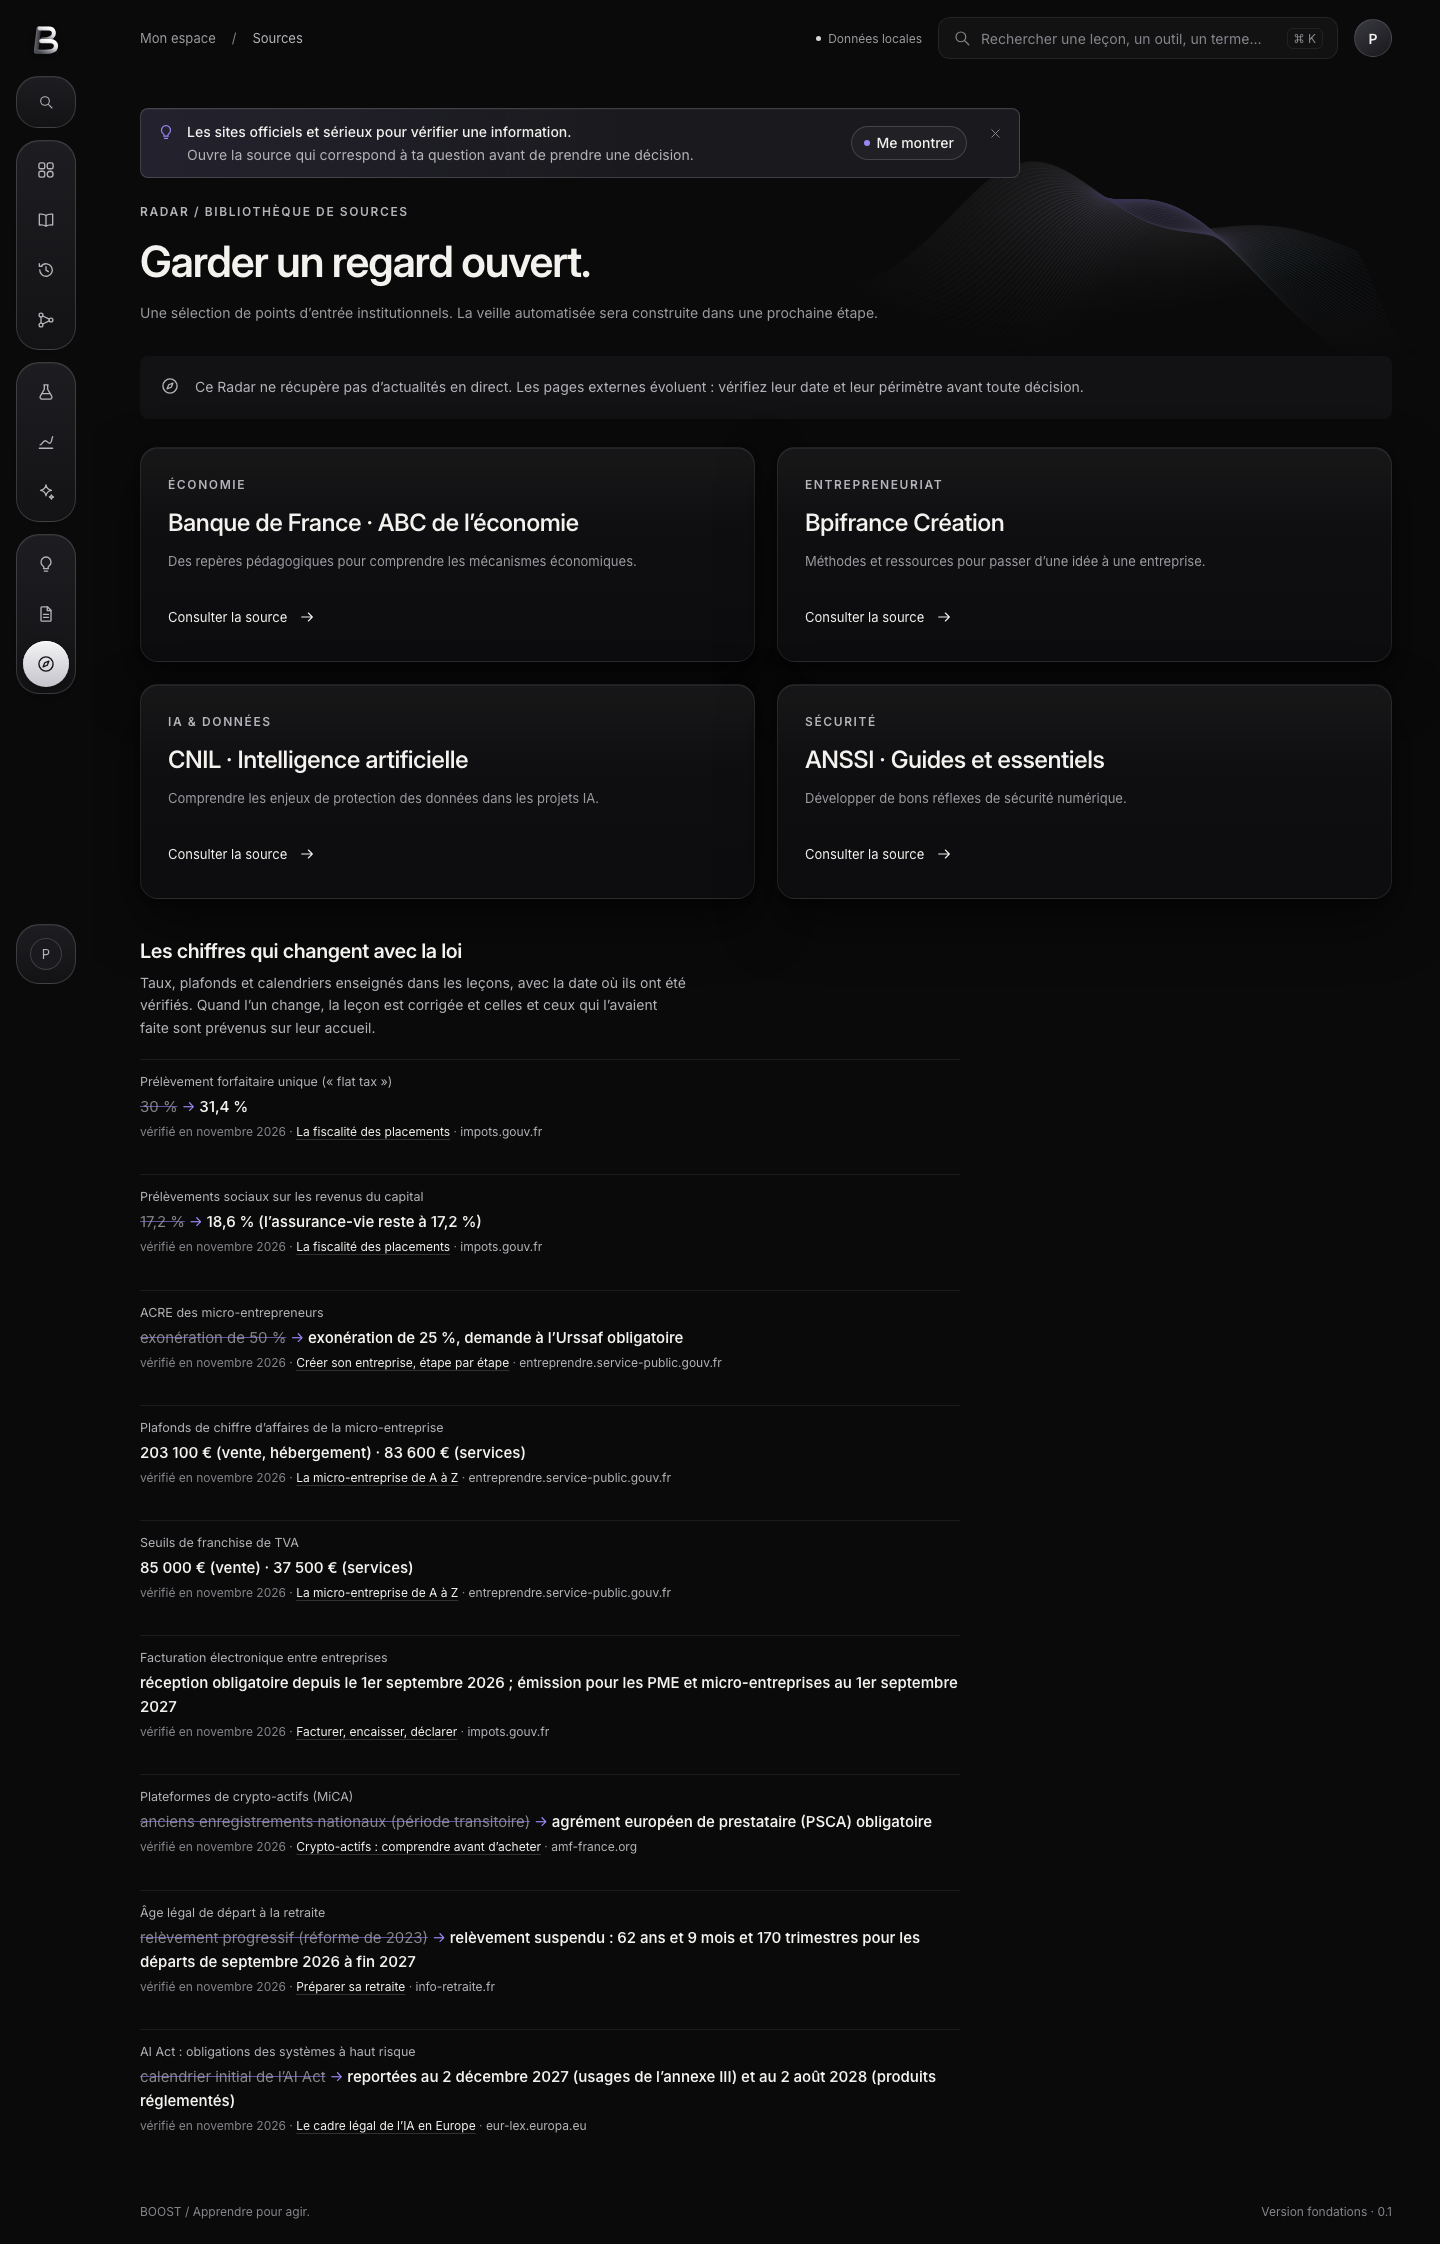 B
Mon espace / Sources
Données locales
Rechercher une leçon, un outil, un terme...
⌘ K
P
Les sites officiels et sérieux pour vérifier une information.
Ouvre la source qui correspond à ta question avant de prendre une décision.
Me montrer
RADAR / BIBLIOTHÈQUE DE SOURCES
Garder un regard ouvert.
Une sélection de points d’entrée institutionnels. La veille automatisée sera construite dans une prochaine étape.
Ce Radar ne récupère pas d’actualités en direct. Les pages externes évoluent : vérifiez leur date et leur périmètre avant toute décision.
ÉCONOMIE
Banque de France · ABC de l’économie
Des repères pédagogiques pour comprendre les mécanismes économiques.
Consulter la source →
ENTREPRENEURIAT
Bpifrance Création
Méthodes et ressources pour passer d’une idée à une entreprise.
Consulter la source →
IA & DONNÉES
CNIL · Intelligence artificielle
Comprendre les enjeux de protection des données dans les projets IA.
Consulter la source →
SÉCURITÉ
ANSSI · Guides et essentiels
Développer de bons réflexes de sécurité numérique.
Consulter la source →
P
Les chiffres qui changent avec la loi
Taux, plafonds et calendriers enseignés dans les leçons, avec la date où ils ont été
vérifiés. Quand l’un change, la leçon est corrigée et celles et ceux qui l’avaient
faite sont prévenus sur leur accueil.
Prélèvement forfaitaire unique (« flat tax »)
30 % → 31,4 %
vérifié en novembre 2026 · La fiscalité des placements · impots.gouv.fr
Prélèvements sociaux sur les revenus du capital
17,2 % → 18,6 % (l’assurance-vie reste à 17,2 %)
vérifié en novembre 2026 · La fiscalité des placements · impots.gouv.fr
ACRE des micro-entrepreneurs
exonération de 50 % → exonération de 25 %, demande à l’Urssaf obligatoire
vérifié en novembre 2026 · Créer son entreprise, étape par étape · entreprendre.service-public.gouv.fr
Plafonds de chiffre d’affaires de la micro-entreprise
203 100 € (vente, hébergement) · 83 600 € (services)
vérifié en novembre 2026 · La micro-entreprise de A à Z · entreprendre.service-public.gouv.fr
Seuils de franchise de TVA
85 000 € (vente) · 37 500 € (services)
vérifié en novembre 2026 · La micro-entreprise de A à Z · entreprendre.service-public.gouv.fr
Facturation électronique entre entreprises
réception obligatoire depuis le 1er septembre 2026 ; émission pour les PME et micro-entreprises au 1er septembre
2027
vérifié en novembre 2026 · Facturer, encaisser, déclarer · impots.gouv.fr
Plateformes de crypto-actifs (MiCA)
anciens enregistrements nationaux (période transitoire) → agrément européen de prestataire (PSCA) obligatoire
vérifié en novembre 2026 · Crypto-actifs : comprendre avant d’acheter · amf-france.org
Âge légal de départ à la retraite
relèvement progressif (réforme de 2023) → relèvement suspendu : 62 ans et 9 mois et 170 trimestres pour les
départs de septembre 2026 à fin 2027
vérifié en novembre 2026 · Préparer sa retraite · info-retraite.fr
AI Act : obligations des systèmes à haut risque
calendrier initial de l’AI Act → reportées au 2 décembre 2027 (usages de l’annexe III) et au 2 août 2028 (produits
réglementés)
vérifié en novembre 2026 · Le cadre légal de l’IA en Europe · eur-lex.europa.eu
BOOST / Apprendre pour agir.
Version fondations · 0.1